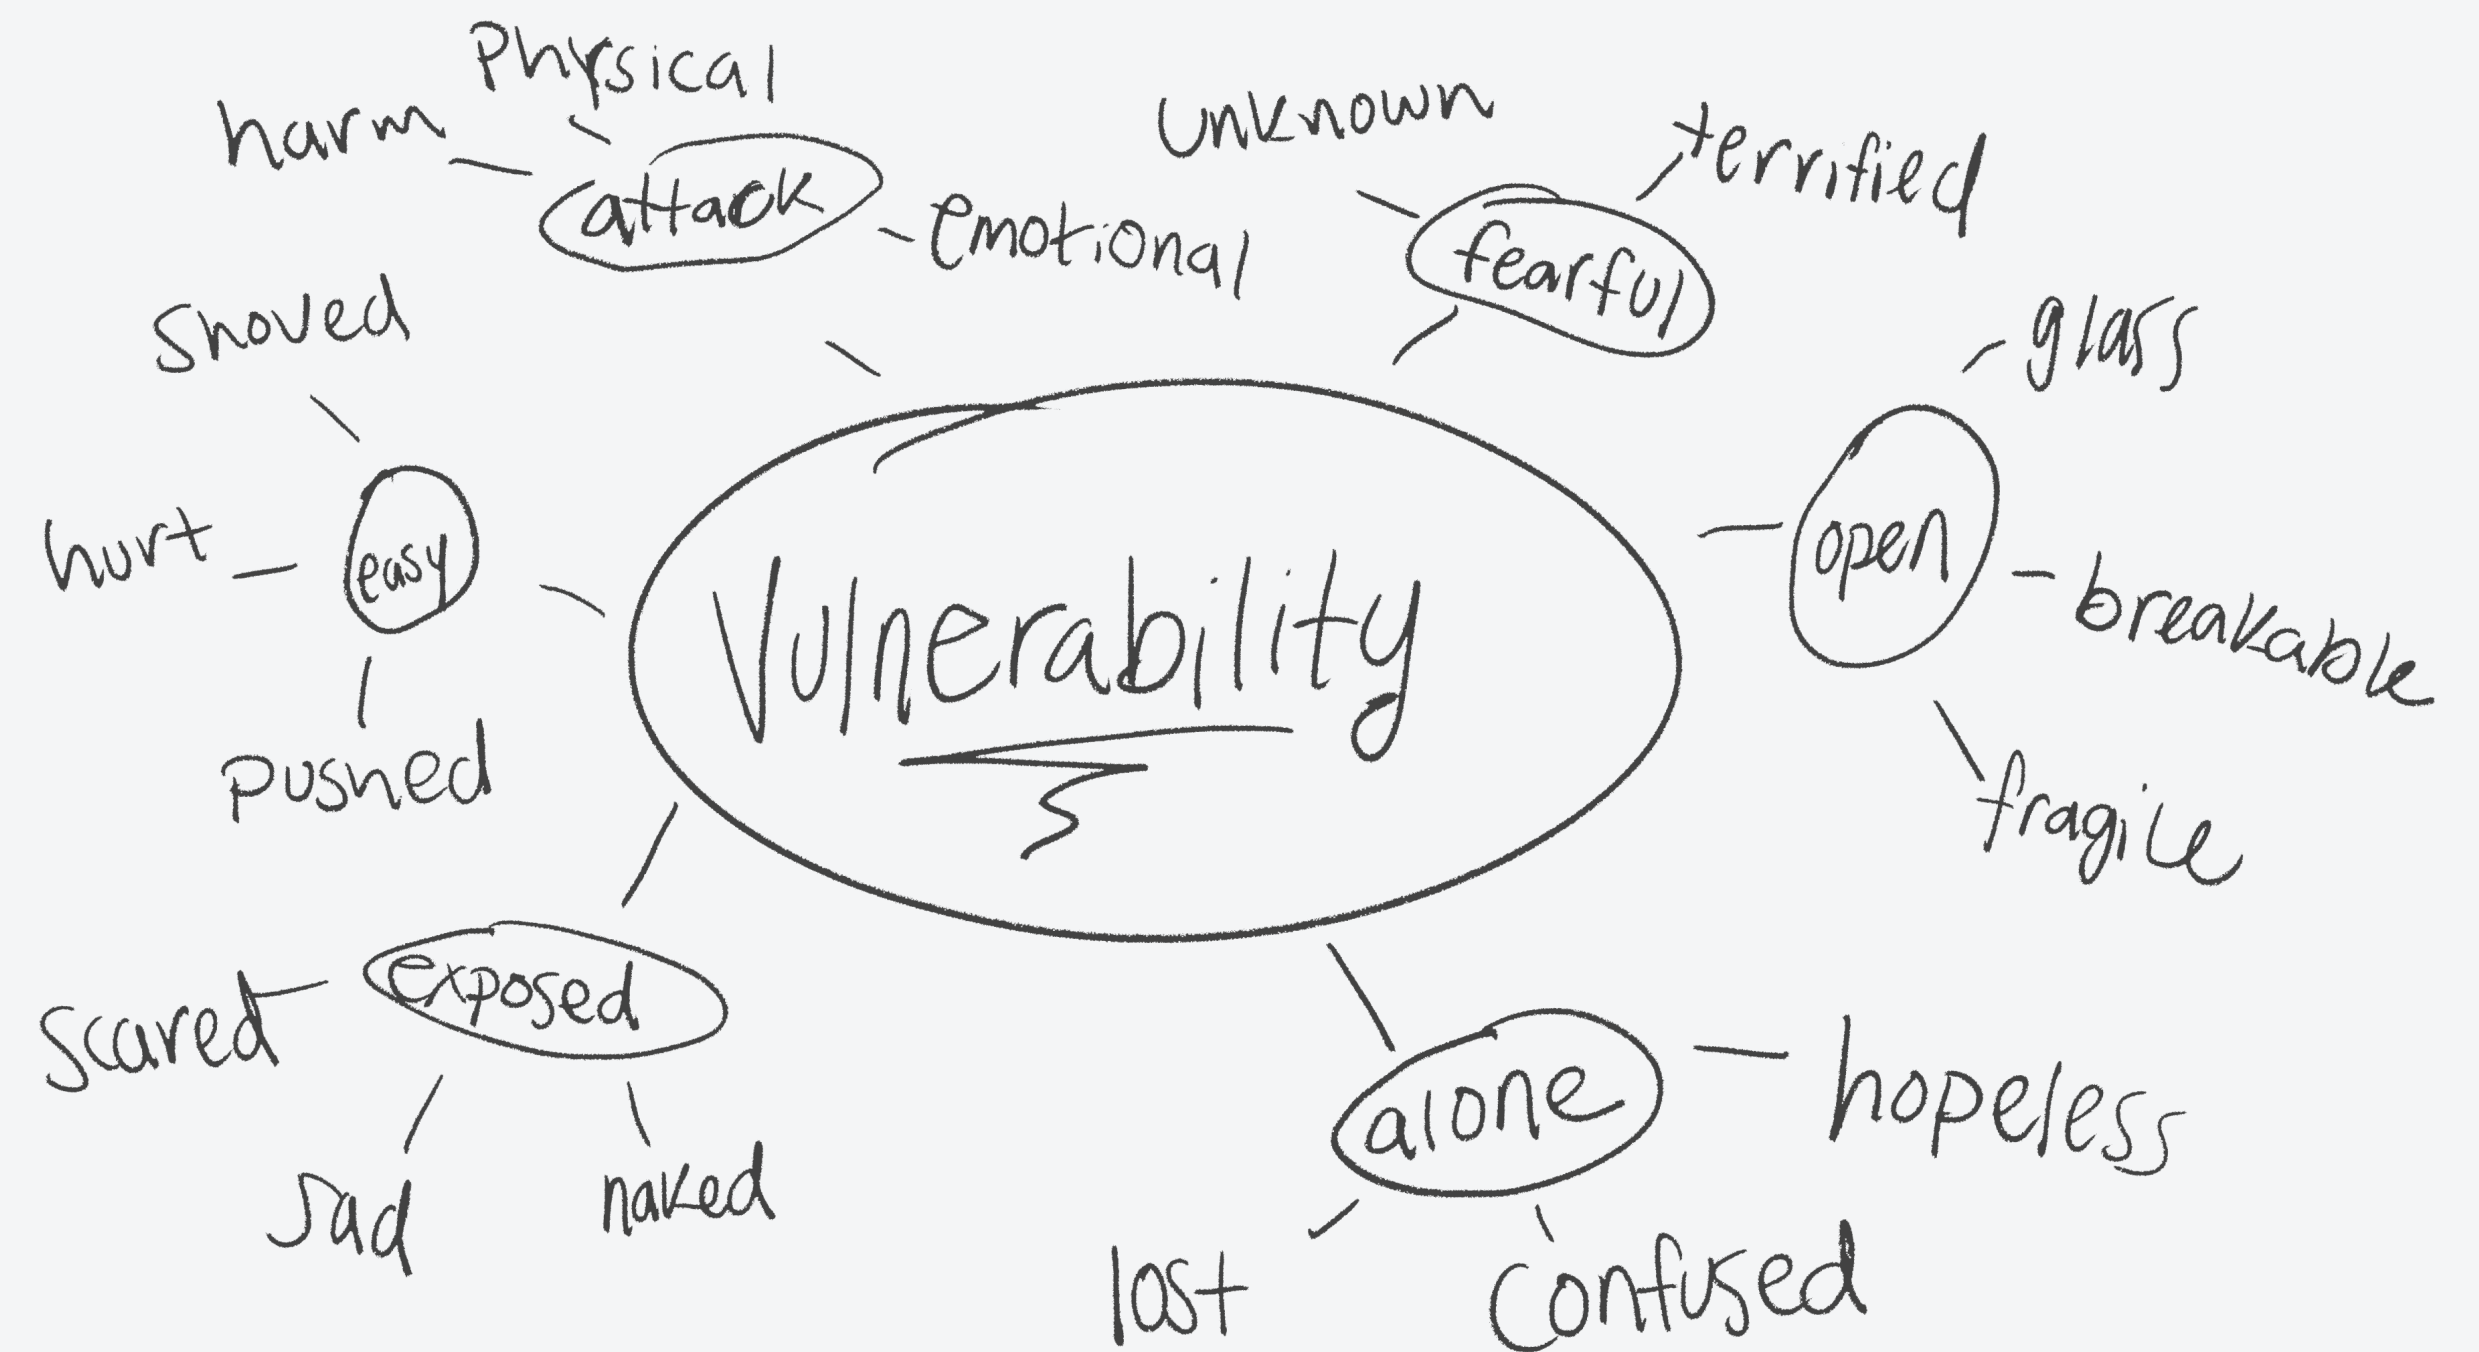 Physical
harm
attack
emotional
unknown
terrified
fearful
shoved
glass
easy
hurt
pushed
open
breakable
fragile
Vulnerability
exposed
scared
sad
naked
alone
hopeless
lost
confused